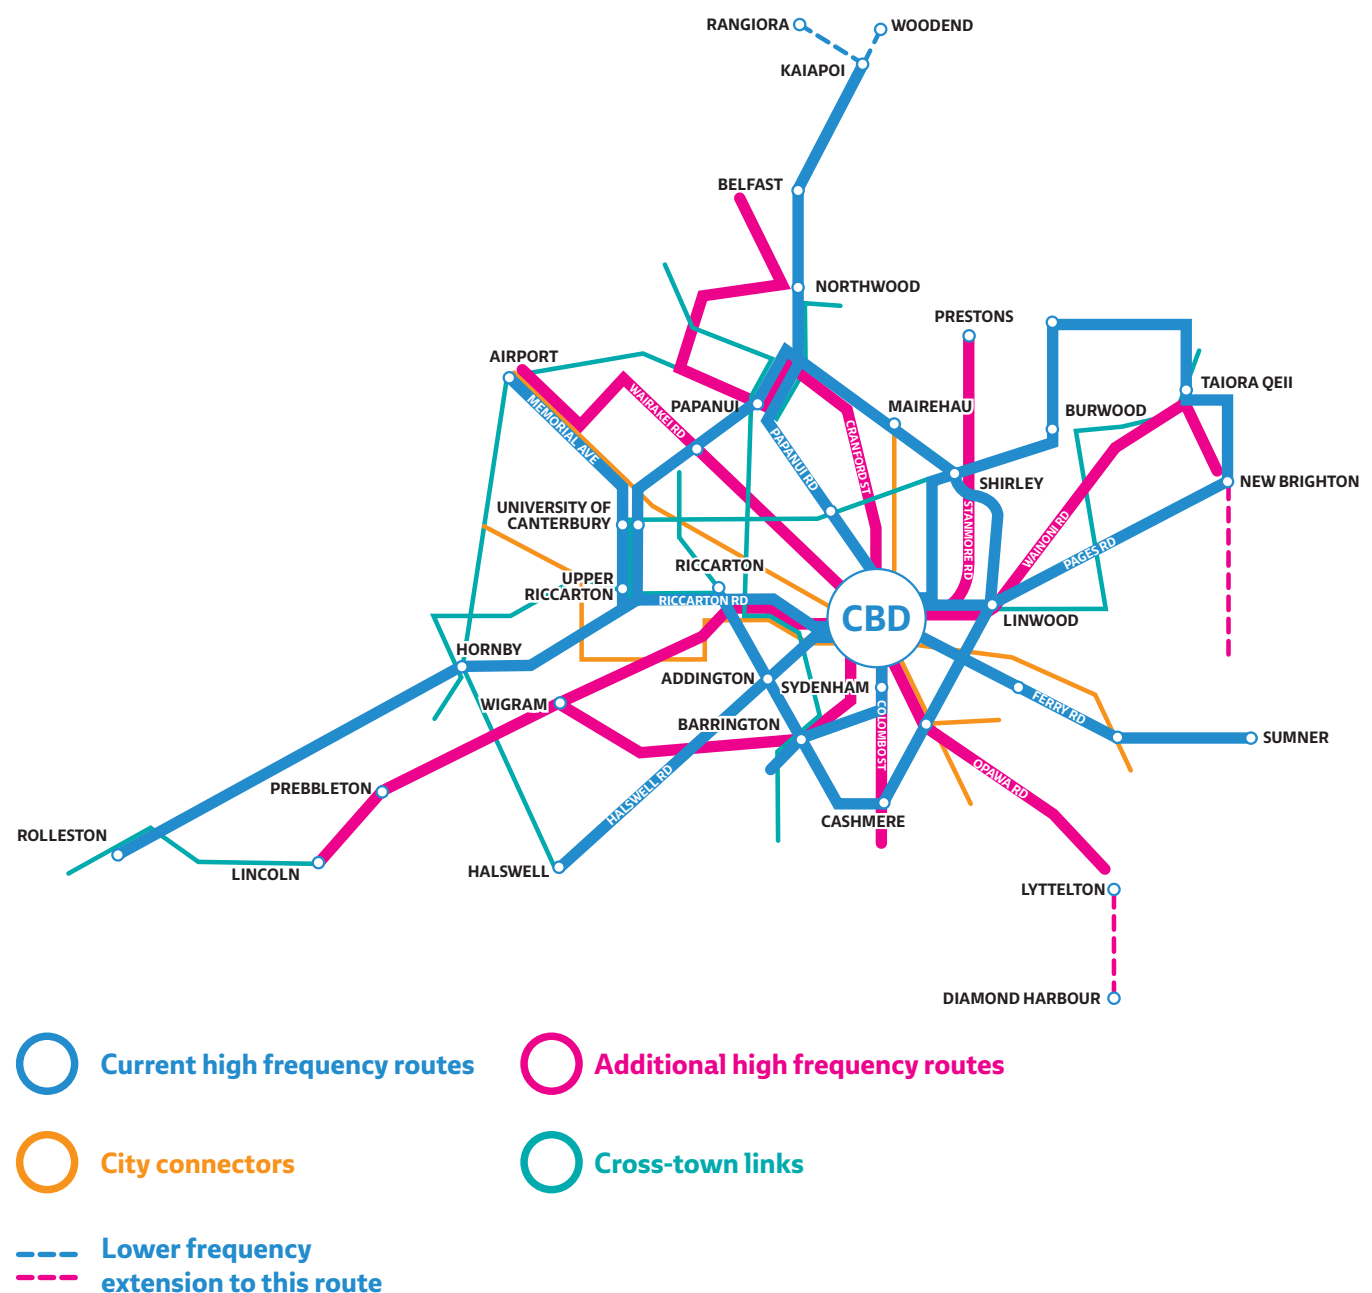 RANGIORA
WOODEND
KAIAPOI
BELFAST
NORTHWOOD
PRESTONS
AIRPORT
TAIORA QEII
WAIRAKE RD
MEMORIAL AVE
PAPANUI
MAIREHAU
BURWOOD
CRANFORD ST
PAPANUI RD
SHIRLEY
NEW BRIGHTON
UNIVERSITY OF
CANTERBURY
STANMORE RD
WAINONI RD
PAGES RD
RICCARTON
UPPER
RICCARTON
RICCARTON RD
CBD
LINWOOD
HORNBY
ADDINGTON
SYDENHAM
WIGRAM
BARRINGTON
COLOMBO ST
FERRY RD
SUMNER
OPAWA RD
PREBBLETON
HALSWELL RD
CASHMERE
ROLLESTON
LINCOLN
HALSWELL
LYTTELTON
DIAMOND HARBOUR
Current high frequency routes
Additional high frequency routes
City connectors
Cross-town links
Lower frequency
extension to this route